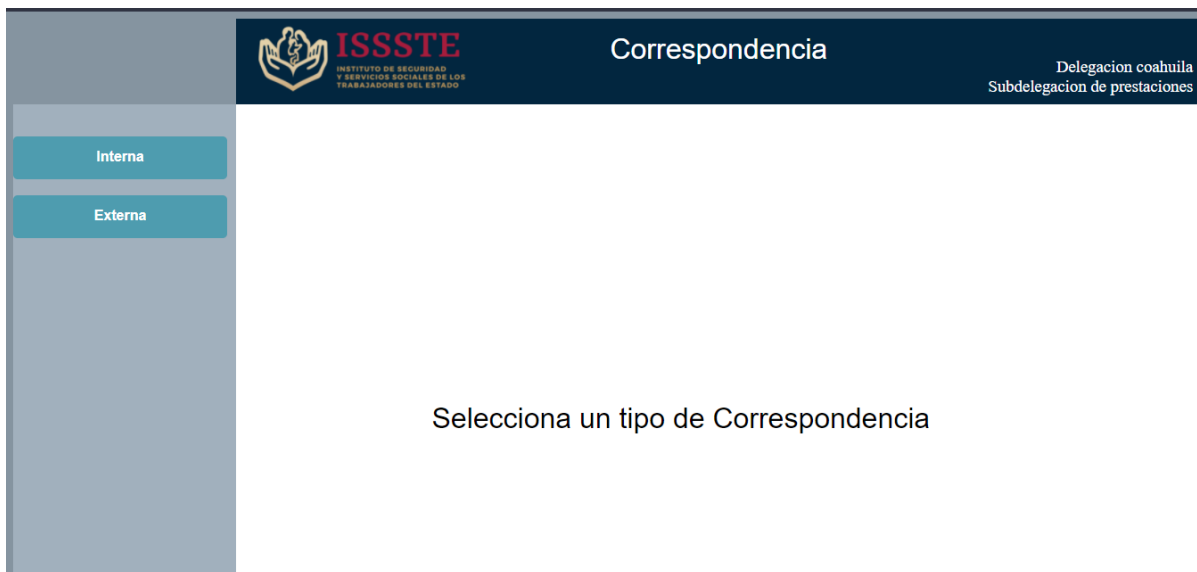 ISSSTE
INSTITUTO DE SEGURIDAD
Y SERVICIOS SOCIALES DE LOS
TRABAJADORES DEL ESTADO
Correspondencia
Delegacion coahuila
Subdelegacion de prestaciones
Interna
Externa
Selecciona un tipo de Correspondencia